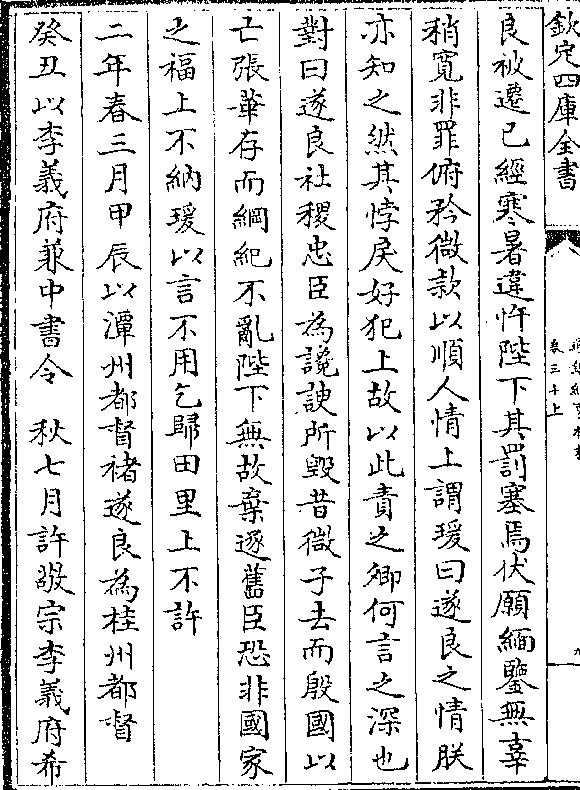 欽定四庫全書
卷三十上
九
良被遷已經寒暑違忤陛下其罰塞焉伏願緬鑒無辜
稍寛非罪俯矜微款以順人情上謂瑗曰遂良之情朕
亦知之然其悖戾好犯上故以此責之卿何言之深也
對曰遂良社稷忠臣為讒諛所毀昔微子去而殷國以
亡張華存而綱紀不亂陛下無故棄逐舊臣恐非國家
之福上不納瑗以言不用乞歸田里上不許
二年春三月甲辰以潭州都督禇遂良為桂州都督
癸丑以李義府兼中書令　秋七月許敬宗李義府希